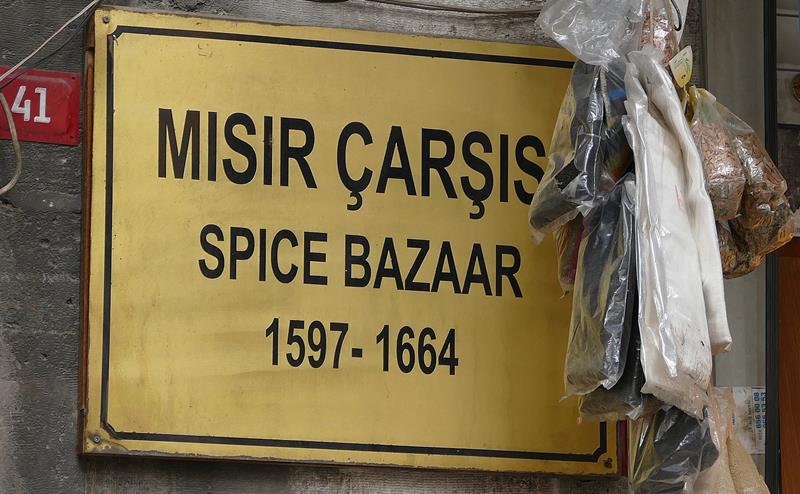 41
MISIR ÇARŞIS
SPICE BAZAAR
1597- 1664